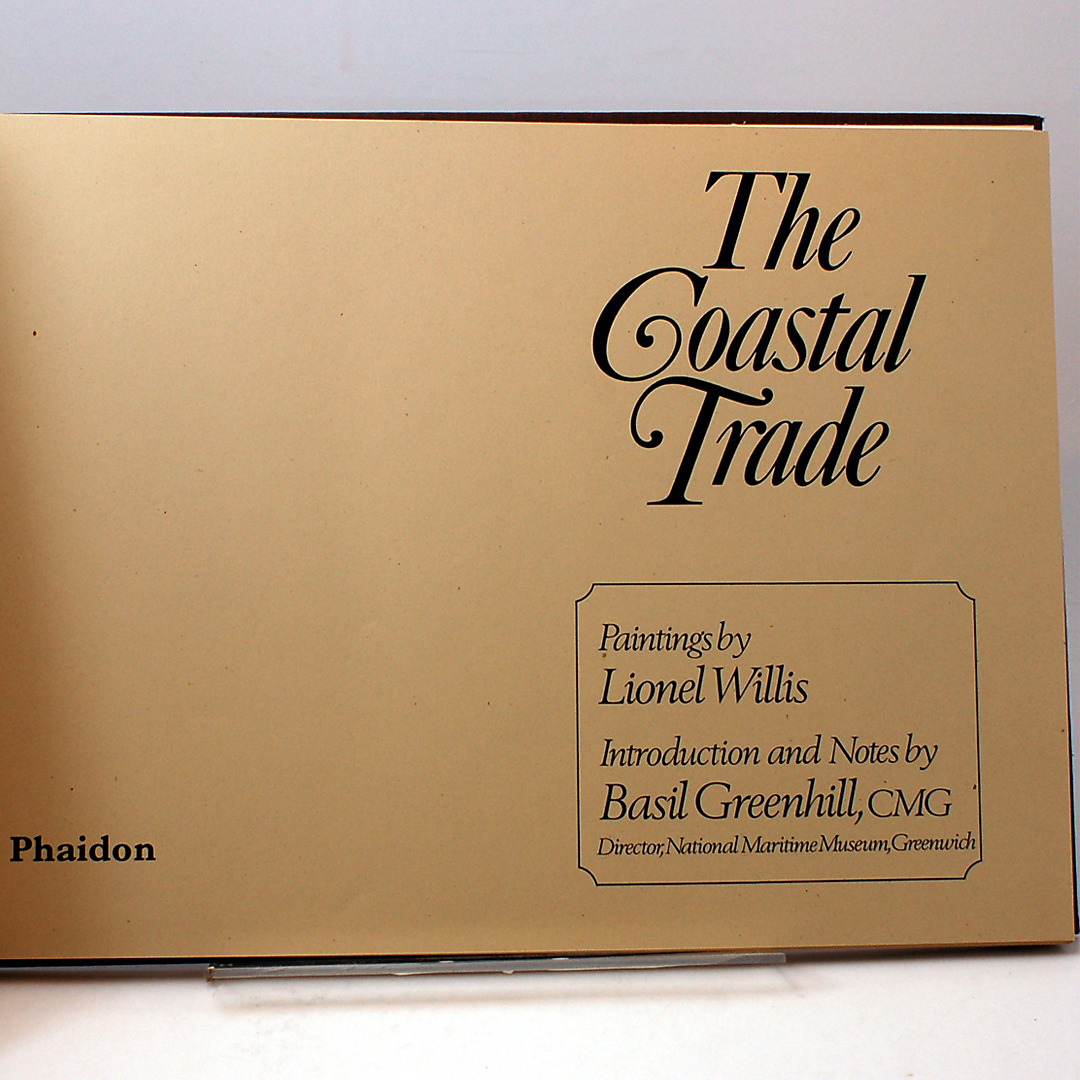 The
Coastal
Trade
Paintings by
Lionel Willis
Introduction and Notes by
Basil Greenhill, CMG
Director, National Maritime Museum, Greenwich
Phaidon